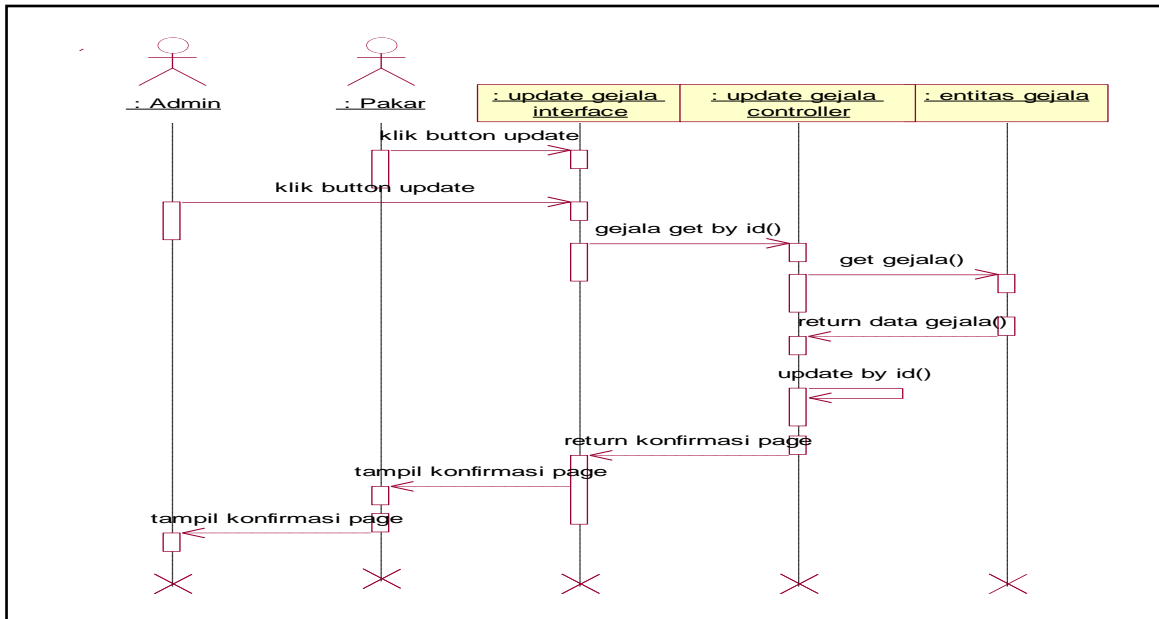 : Admin
: Pakar
: update gejala
interface
: update gejala
controller
: entitas gejala
klik button update
klik button update
gejala get by id()
get gejala()
return data gejala()
update by id()
return konfirmasi page
tampil konfirmasi page
tampil konfirmasi page